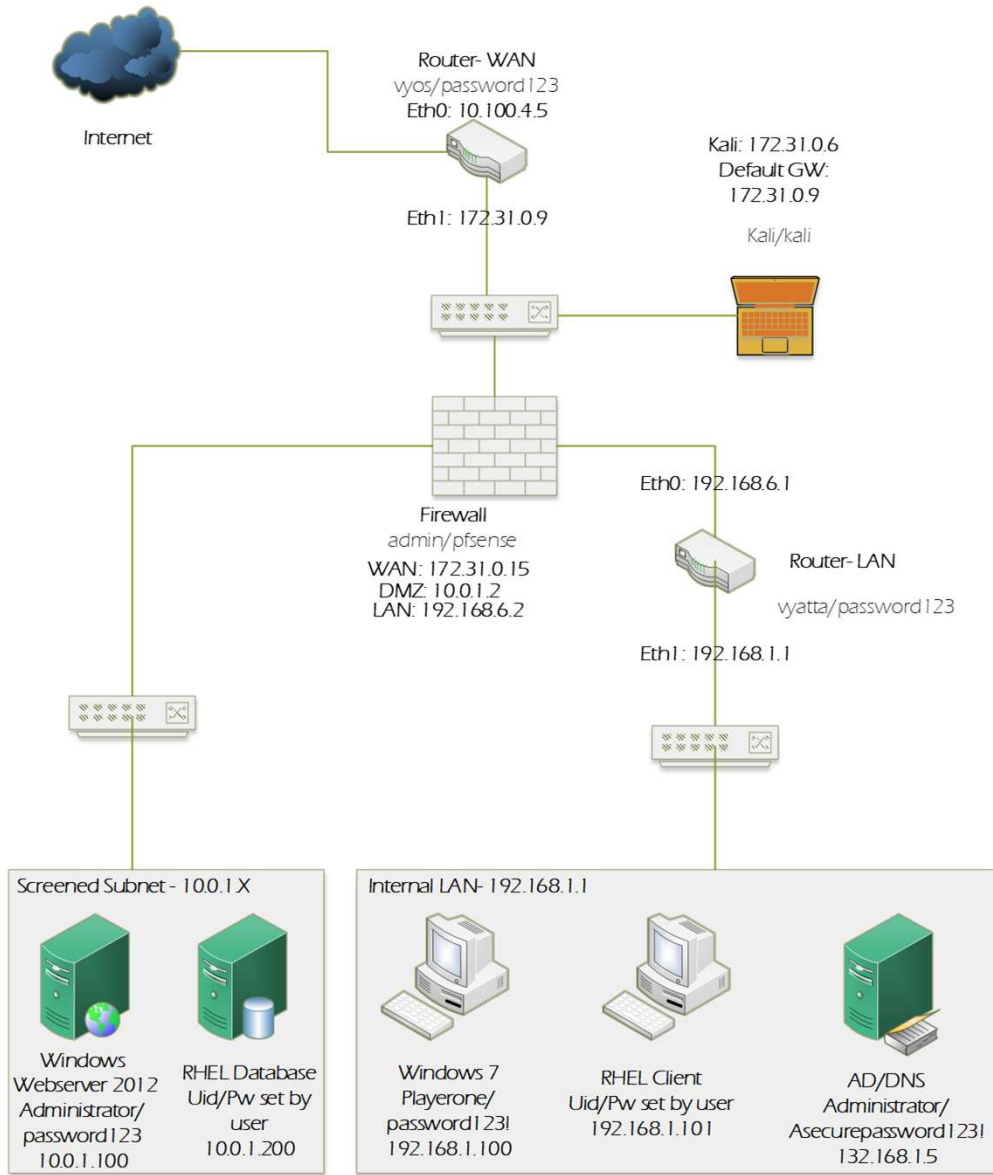 Router- WAN
vyos/password123
Eth0: 10.100.4.5
Internet
Kali: 172.31.0.6
Default GW:
172.31.0.9
Kali/kali
Eth1: 172.31.0.9
Eth0: 192.168.6.1
Firewall
admin/pfsense
WAN: 172.31.0.15
DMZ: 10.0.1.2
LAN: 192.168.6.2
Router- LAN
vyatta/password123
Eth1: 192.168.1.1
Screened Subnet - 10.0.1.X
Windows
Webserver 2012
Administrator/
password123
10.0.1.100
RHEL Database
Uid/Pw set by
user
10.0.1.200
Internal LAN- 192.168.1.1
Windows 7
Playerone/
password123!
192.168.1.100
RHEL Client
Uid/Pw set by user
192.168.1.101
AD/DNS
Administrator/
Asecurepassword123!
132.168.1.5